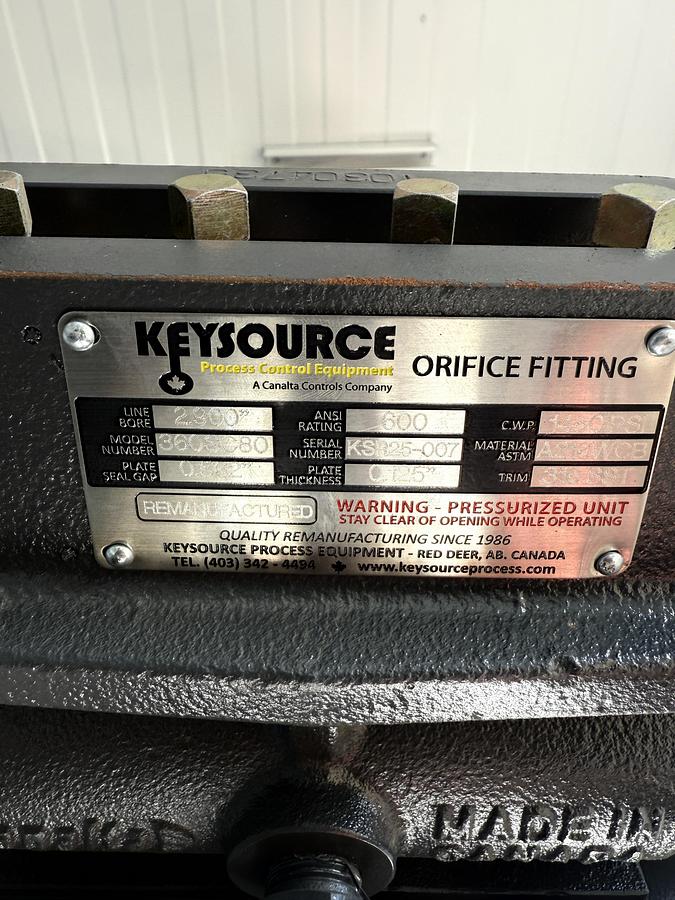 KEYSOURCE
Process Control Equipment
A Canalta Controls Company
ORIFICE FITTING
LINE BORE 2.900" ANSI RATING 600 C.W.P.
MODEL NUMBER SERIAL NUMBER KSR25-007 MATERIAL ASTM
PLATE SEAL GAP PLATE THICKNESS 0.125" TRIM
REMANUFACTURED
WARNING - PRESSURIZED UNIT
STAY CLEAR OF OPENING WHILE OPERATING
QUALITY REMANUFACTURING SINCE 1986
KEYSOURCE PROCESS EQUIPMENT - RED DEER, AB. CANADA
TEL. (403) 342 - 4494 www.keysourceprocess.com
MADE IN
CANADA